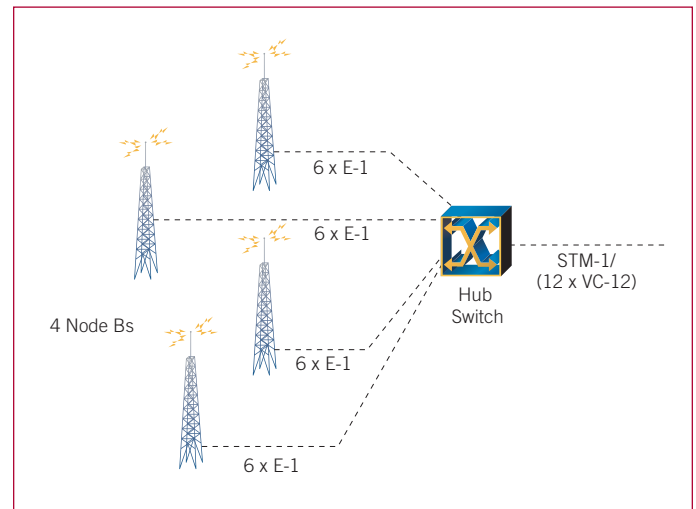 6 x E-1
6 x E-1
STM-1/
(12 x VC-12)
Hub
Switch
4 Node Bs
6 x E-1
6 x E-1